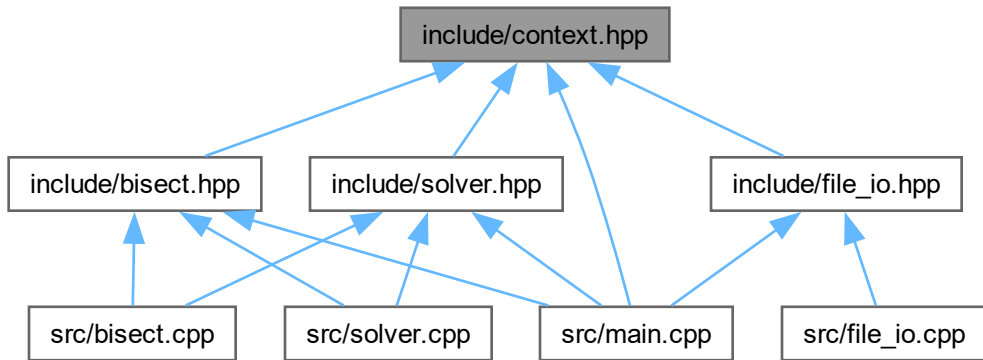 include/context.hpp
include/bisect.hpp
include/solver.hpp
include/file_io.hpp
src/bisect.cpp
src/solver.cpp
src/main.cpp
src/file_io.cpp